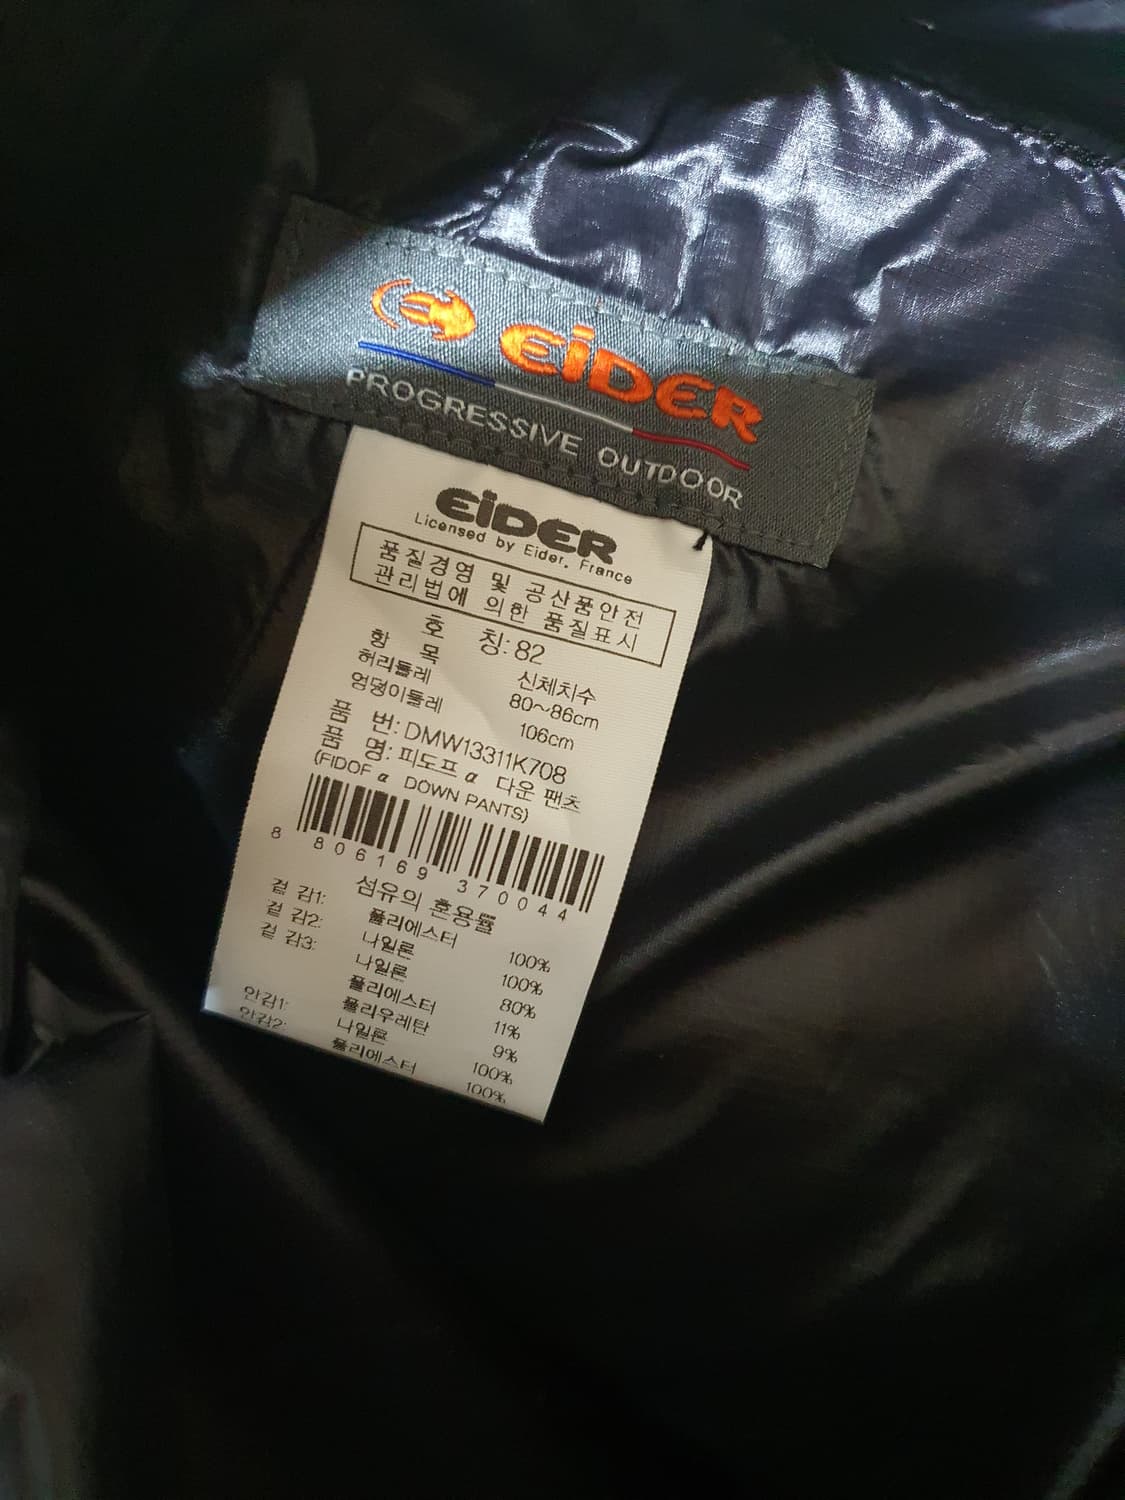 EiDER
PROGRESSIVE OUTDOOR
EiDER
Licensed by Eider, France
품질경영 및 공산품안전
관리법에 의한 품질표시
호 칭: 82
항 목 신체치수
허리둘레 80~86cm
엉덩이둘레 106cm
품 번: DMW13311K708
품 명: 피도프 α 다운 팬츠
(FIDOF α DOWN PANTS)
8 806169 370044
섬유의 혼용률
겉 감1: 폴리에스터 100%
겉 감2: 나일론 100%
겉 감3: 나일론 80%
폴리에스터 11%
폴리우레탄 9%
안감1: 나일론 100%
안감2: 폴리에스터 100%